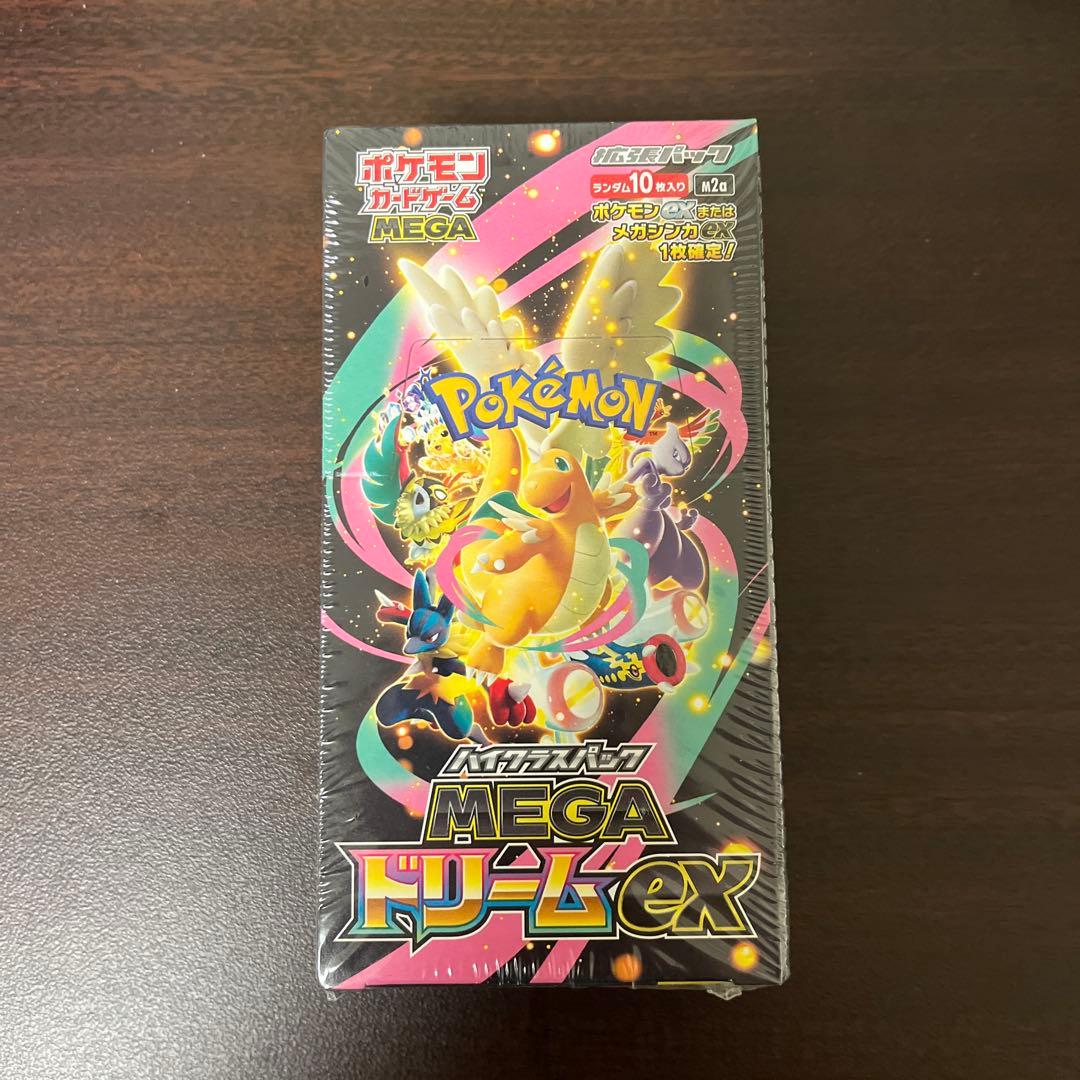 ポケモン
カードゲーム
MEGA
拡張パック
ランダム10枚入り M2a
ポケモンexまたは
メガシンカex
1枚確定!
POKéMON
TM
ハイクラスパック
MEGA
ドリームex